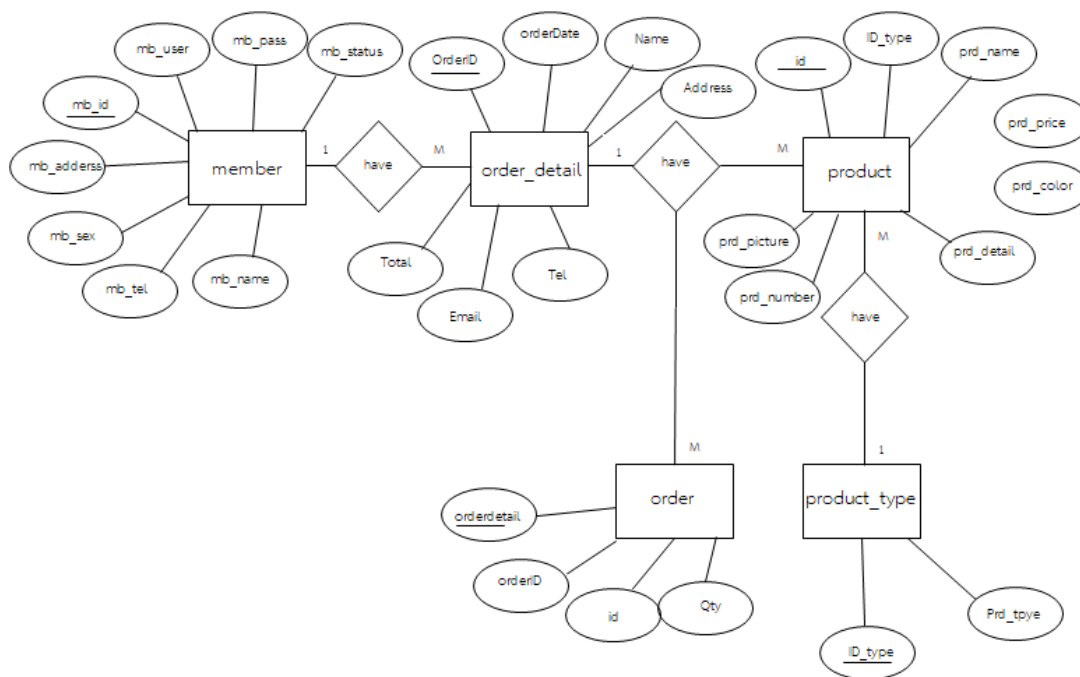 mb_user
mb_pass
mb_status
mb_id
mb_adderss
mb_sex
mb_tel
mb_name
member
1
have
M
OrderID
orderDate
Name
Address
order_detail
Total
Email
Tel
1
have
M
M
id
ID_type
prd_name
prd_price
prd_color
prd_detail
product
prd_picture
prd_number
M
have
1
order
orderdetail
orderID
id
Qty
product_type
ID_type
Prd_tpye